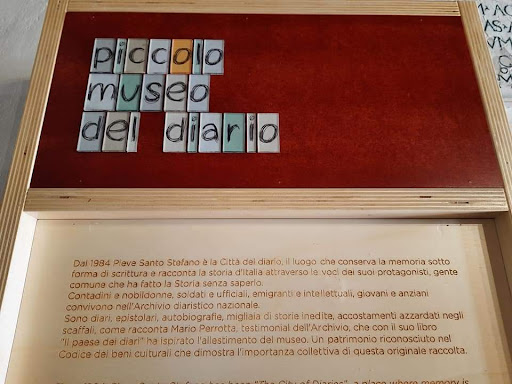 piccolo
museo
del diario
Dal 1984 Pieve Santo Stefano è la Città del diario, il luogo che conserva la memoria sotto
forma di scrittura e racconta la storia d'Italia attraverso le voci dei suoi protagonisti, gente
comune che ha fatto la Storia senza saperlo.
Contadini e nobildonne, soldati e ufficiali, emigranti e intellettuali, giovani e anziani
convivono nell'Archivio diaristico nazionale.
Sono diari, epistolari, autobiografie, migliaia di storie inedite, accostamenti azzardati negli
scaffali, come racconta Mario Perrotta, testimonial dell'Archivio, che con il suo libro
"Il paese dei diari" ha ispirato l'allestimento del museo. Un patrimonio riconosciuto nel
Codice dei beni culturali che dimostra l'importanza collettiva di questa originale raccolta.